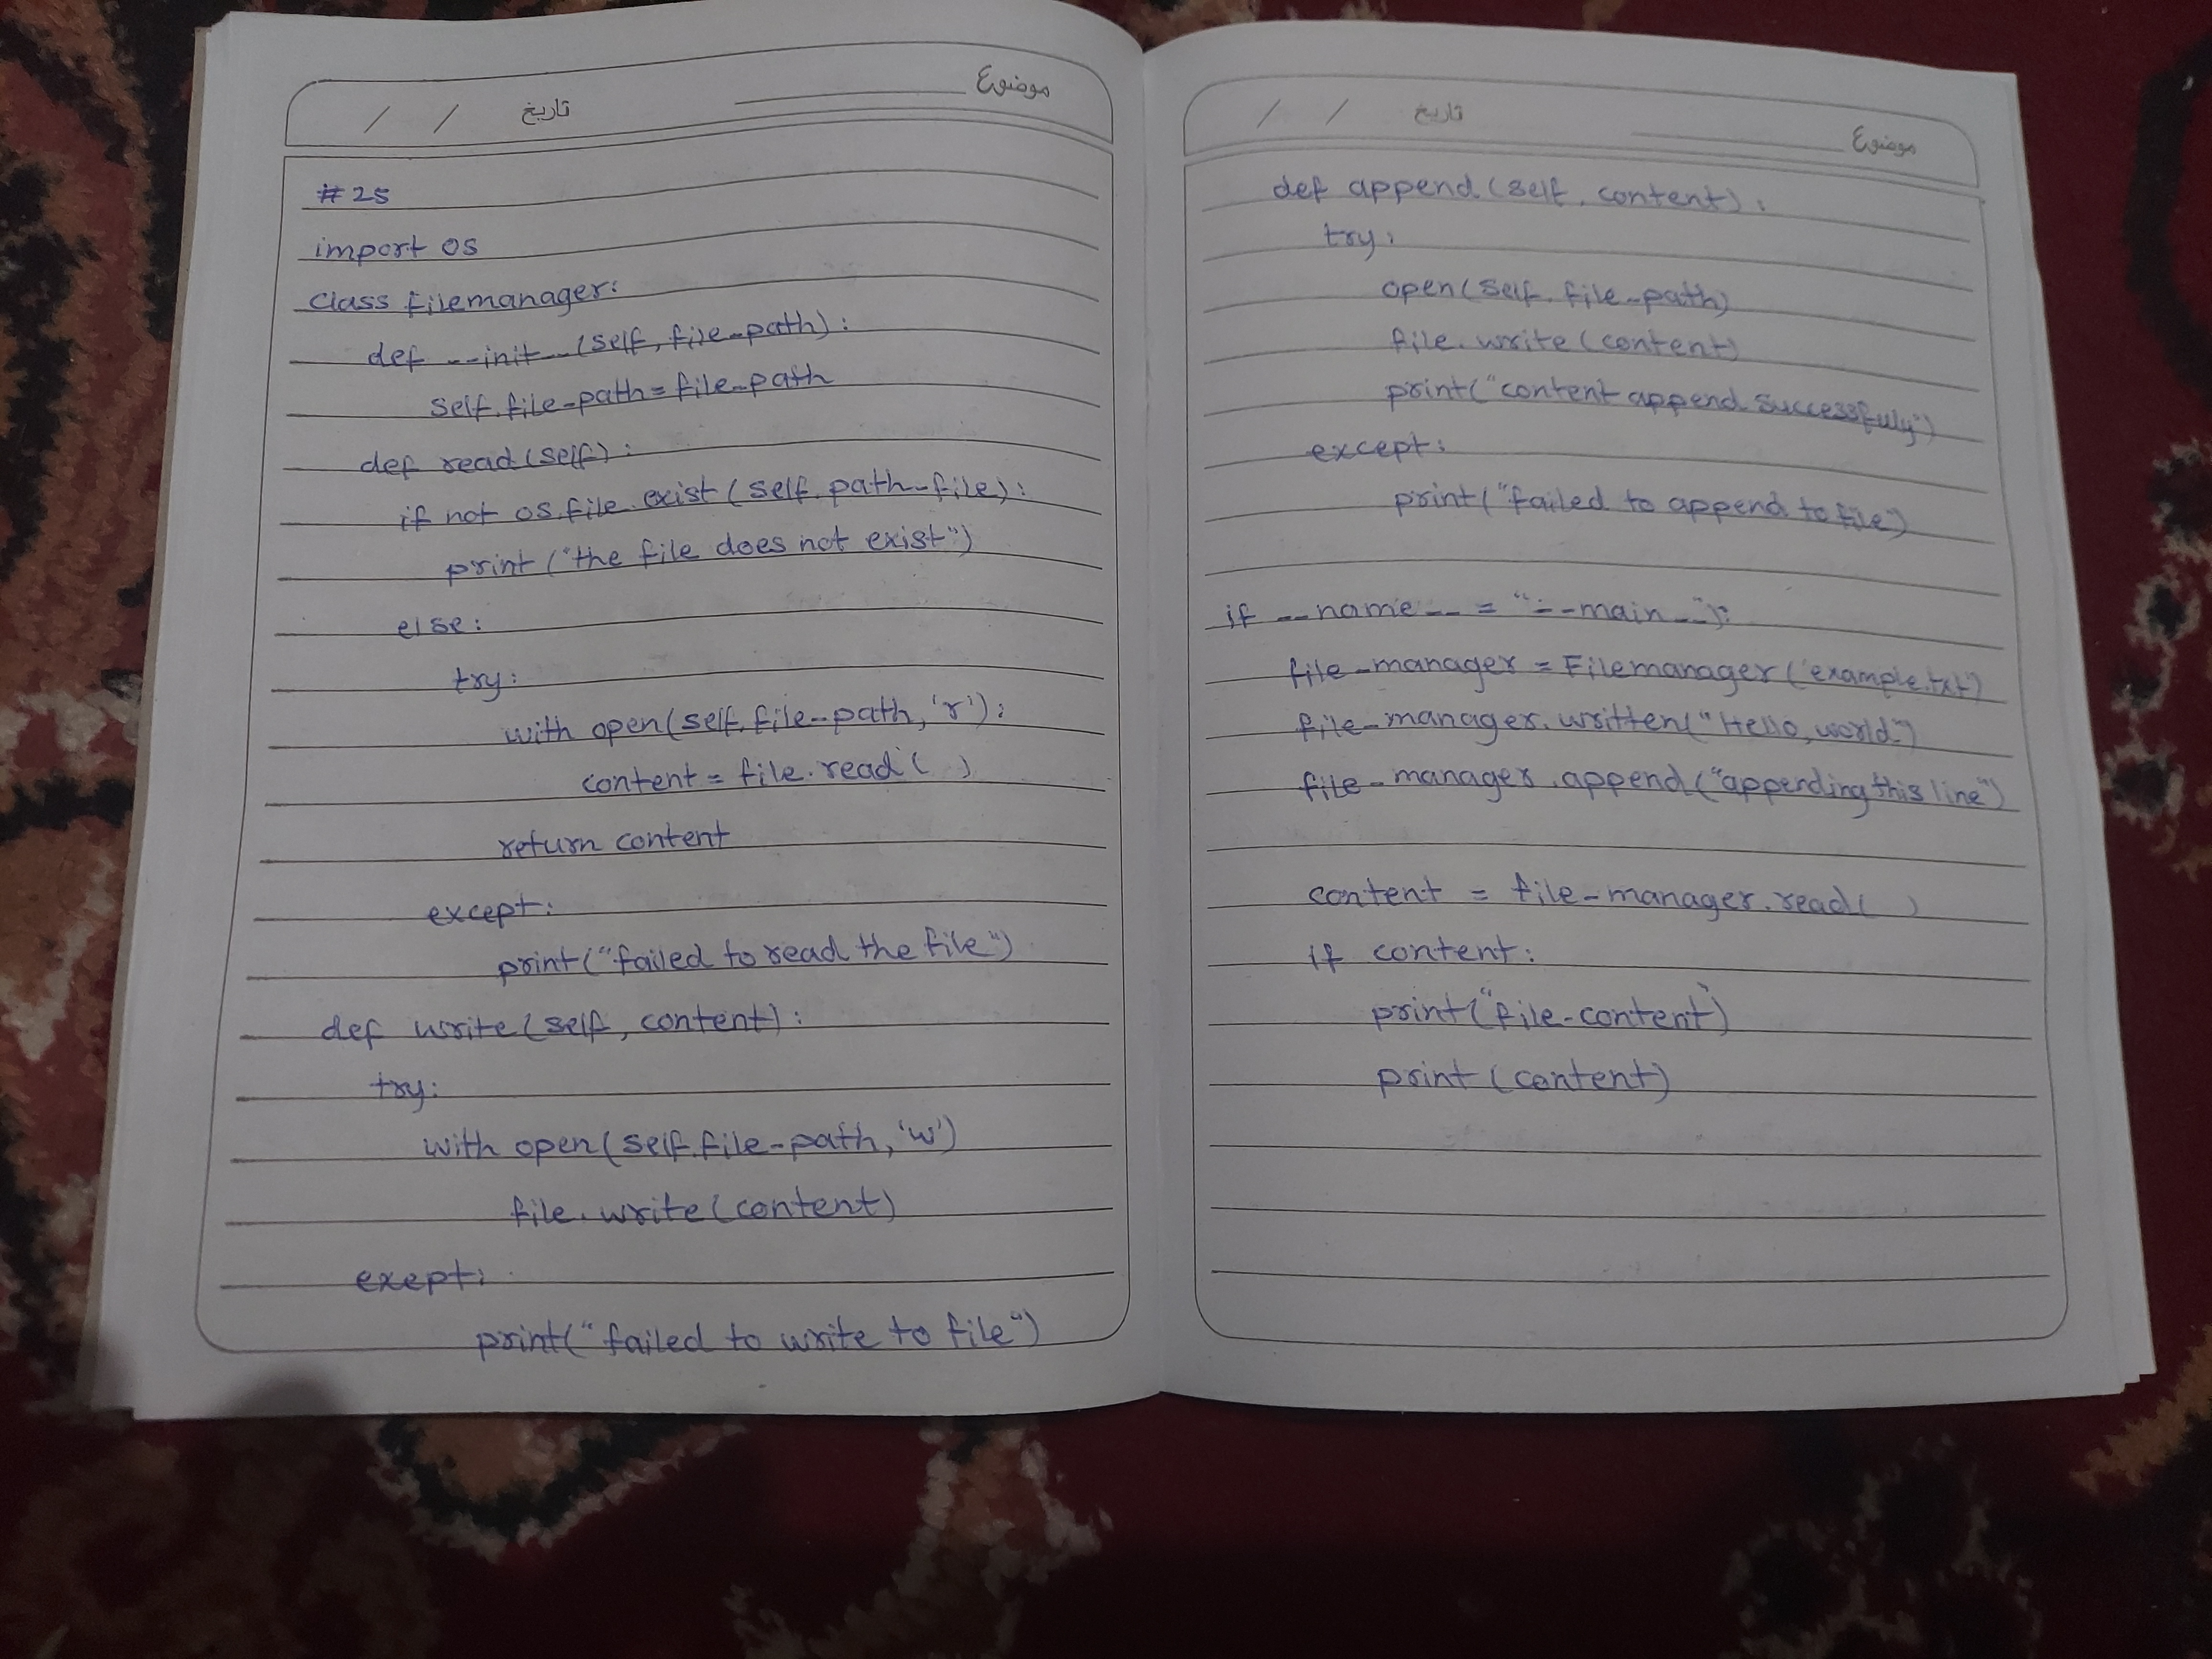 / / تاریخ
موضوع
# 25
import os
class filemanager:
def __init__(self, file_path):
self.file_path = file_path
def read(self):
if not os.file.exist(self.path_file):
print("the file does not exist")
else:
try:
with open(self.file_path, 'r'):
content = file.read( )
return content
except:
print("failed to read the file")
def write(self, content):
try:
with open(self.file_path, 'w')
file.write(content)
except:
print("failed to write to file")
/ / تاریخ
موضوع
def append(self, content):
try:
open(self.file_path)
file.write(content)
print("content append successfully")
except:
print("failed to append to file")
if __name__ = "__main__"):
file_manager = Filemanager('example.txt")
file_manager.written("Hello, world")
file_manager.append("appending this line")
content = file_manager.read( )
if content:
print("file-content")
print(content)